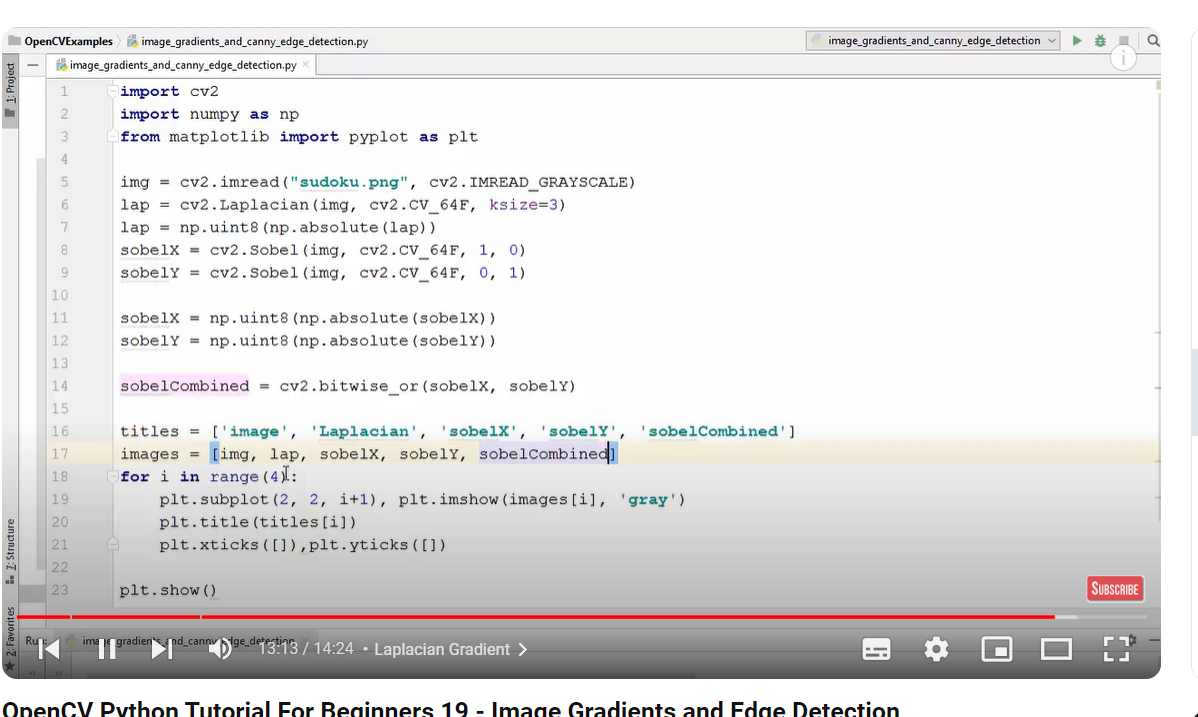 OpenCVExamples image_gradients_and_canny_edge_detection.py image_gradients_and_canny_edge_detection
image_gradients_and_canny_edge_detection.py
1: Project
1 import cv2
2 import numpy as np
3 from matplotlib import pyplot as plt
4
5 img = cv2.imread("sudoku.png", cv2.IMREAD_GRAYSCALE)
6 lap = cv2.Laplacian(img, cv2.CV_64F, ksize=3)
7 lap = np.uint8(np.absolute(lap))
8 sobelX = cv2.Sobel(img, cv2.CV_64F, 1, 0)
9 sobelY = cv2.Sobel(img, cv2.CV_64F, 0, 1)
10
11 sobelX = np.uint8(np.absolute(sobelX))
12 sobelY = np.uint8(np.absolute(sobelY))
13
14 sobelCombined = cv2.bitwise_or(sobelX, sobelY)
15
16 titles = ['image', 'Laplacian', 'sobelX', 'sobelY', 'sobelCombined']
17 images = [img, lap, sobelX, sobelY, sobelCombined]
18 for i in range(4):
19 plt.subplot(2, 2, i+1), plt.imshow(images[i], 'gray')
20 plt.title(titles[i])
21 plt.xticks([]),plt.yticks([])
22
23 plt.show()
Z: Structure
2: Favorites
SUBSCRIBE
Run: image_gradients_and_canny_edge_detection
13:13 / 14:24 • Laplacian Gradient
OpenCV Python Tutorial For Beginners 19 - Image Gradients and Edge Detection